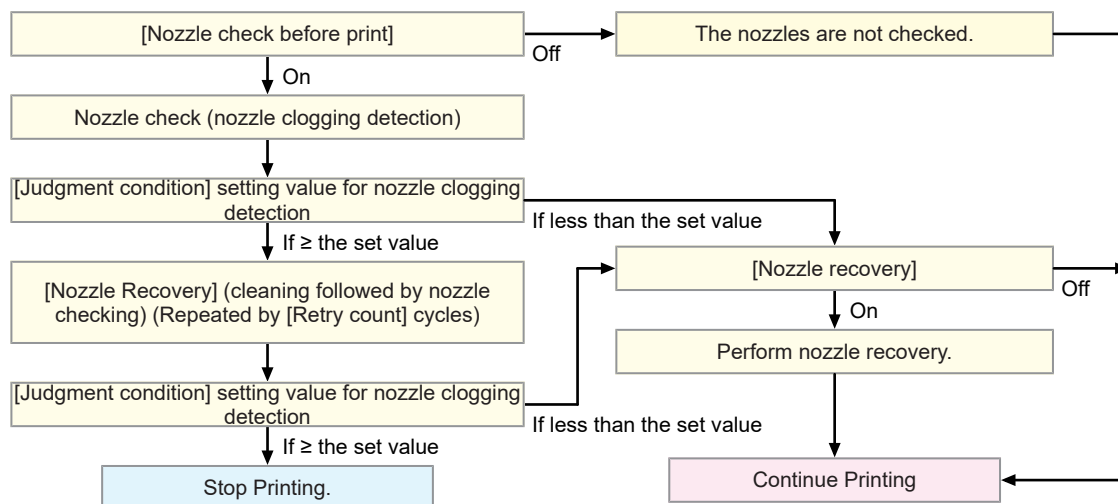 [Nozzle check before print]
Off
The nozzles are not checked.
On
Nozzle check (nozzle clogging detection)
[Judgment condition] setting value for nozzle clogging
detection
If less than the set value
If ≥ the set value
[Nozzle Recovery] (cleaning followed by nozzle
checking) (Repeated by [Retry count] cycles)
[Nozzle recovery]
Off
On
Perform nozzle recovery.
[Judgment condition] setting value for nozzle clogging
detection
If less than the set value
If ≥ the set value
Stop Printing.
Continue Printing